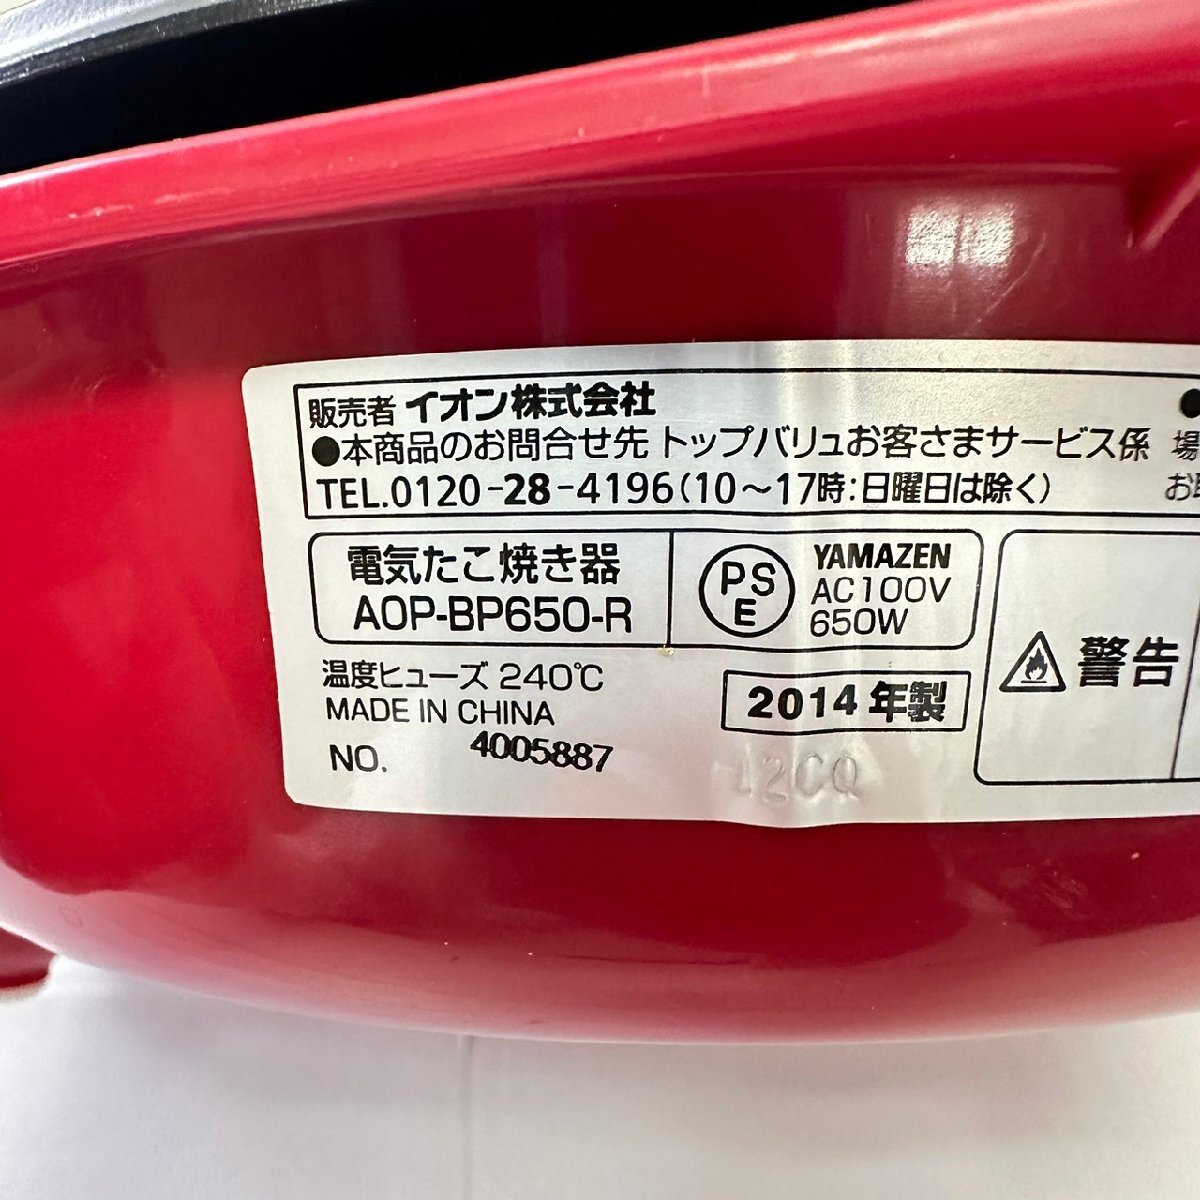 販売者 イオン株式会社
●本商品のお問合せ先 トップバリュお客さまサービス係
TEL.0120-28-4196(10〜17時:日曜日は除く)
●
場
お
電気たこ焼き器
AOP-BP650-R
PSE
YAMAZEN
AC100V
650W
警告
温度ヒューズ 240℃
MADE IN CHINA
2014年製
NO. 4005887
12CQ